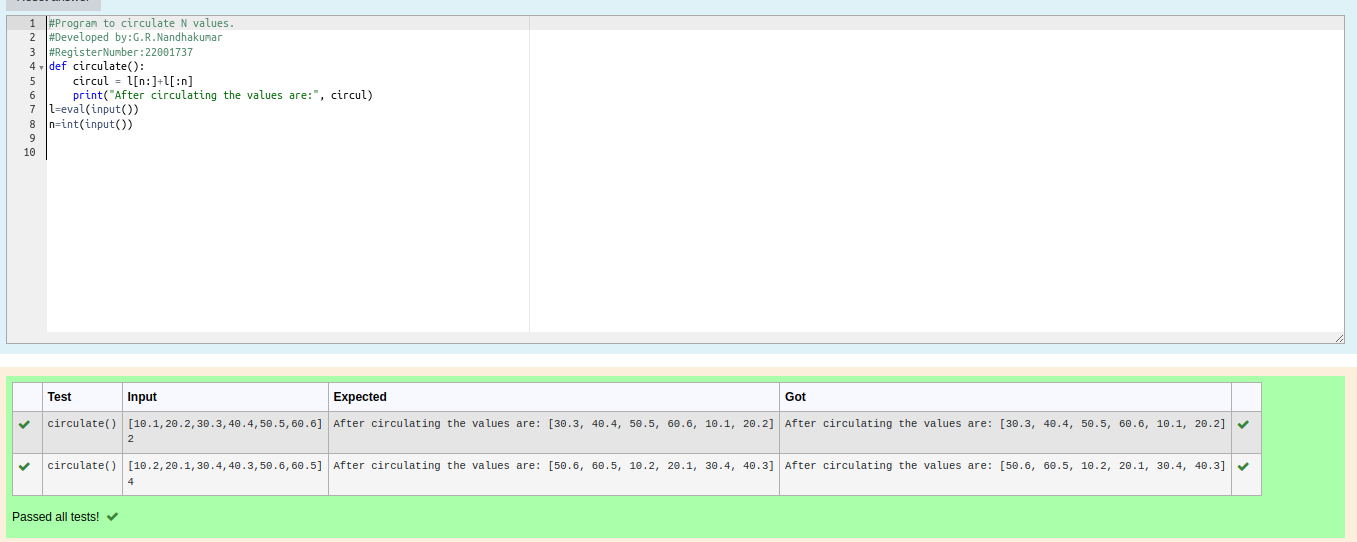 1 #Program to circulate N values.
2 #Developed by:G.R.Nandhakumar
3 #RegisterNumber:22001737
4 def circulate():
5     circul = l[n:]+l[:n]
6     print("After circulating the values are:", circul)
7 l=eval(input())
8 n=int(input())
9
10
Test Input Expected Got
circulate() [10.1,20.2,30.3,40.4,50.5,60.6] After circulating the values are: [30.3, 40.4, 50.5, 60.6, 10.1, 20.2] After circulating the values are: [30.3, 40.4, 50.5, 60.6, 10.1, 20.2]
2
circulate() [10.2,20.1,30.4,40.3,50.6,60.5] After circulating the values are: [50.6, 60.5, 10.2, 20.1, 30.4, 40.3] After circulating the values are: [50.6, 60.5, 10.2, 20.1, 30.4, 40.3]
4
Passed all tests!